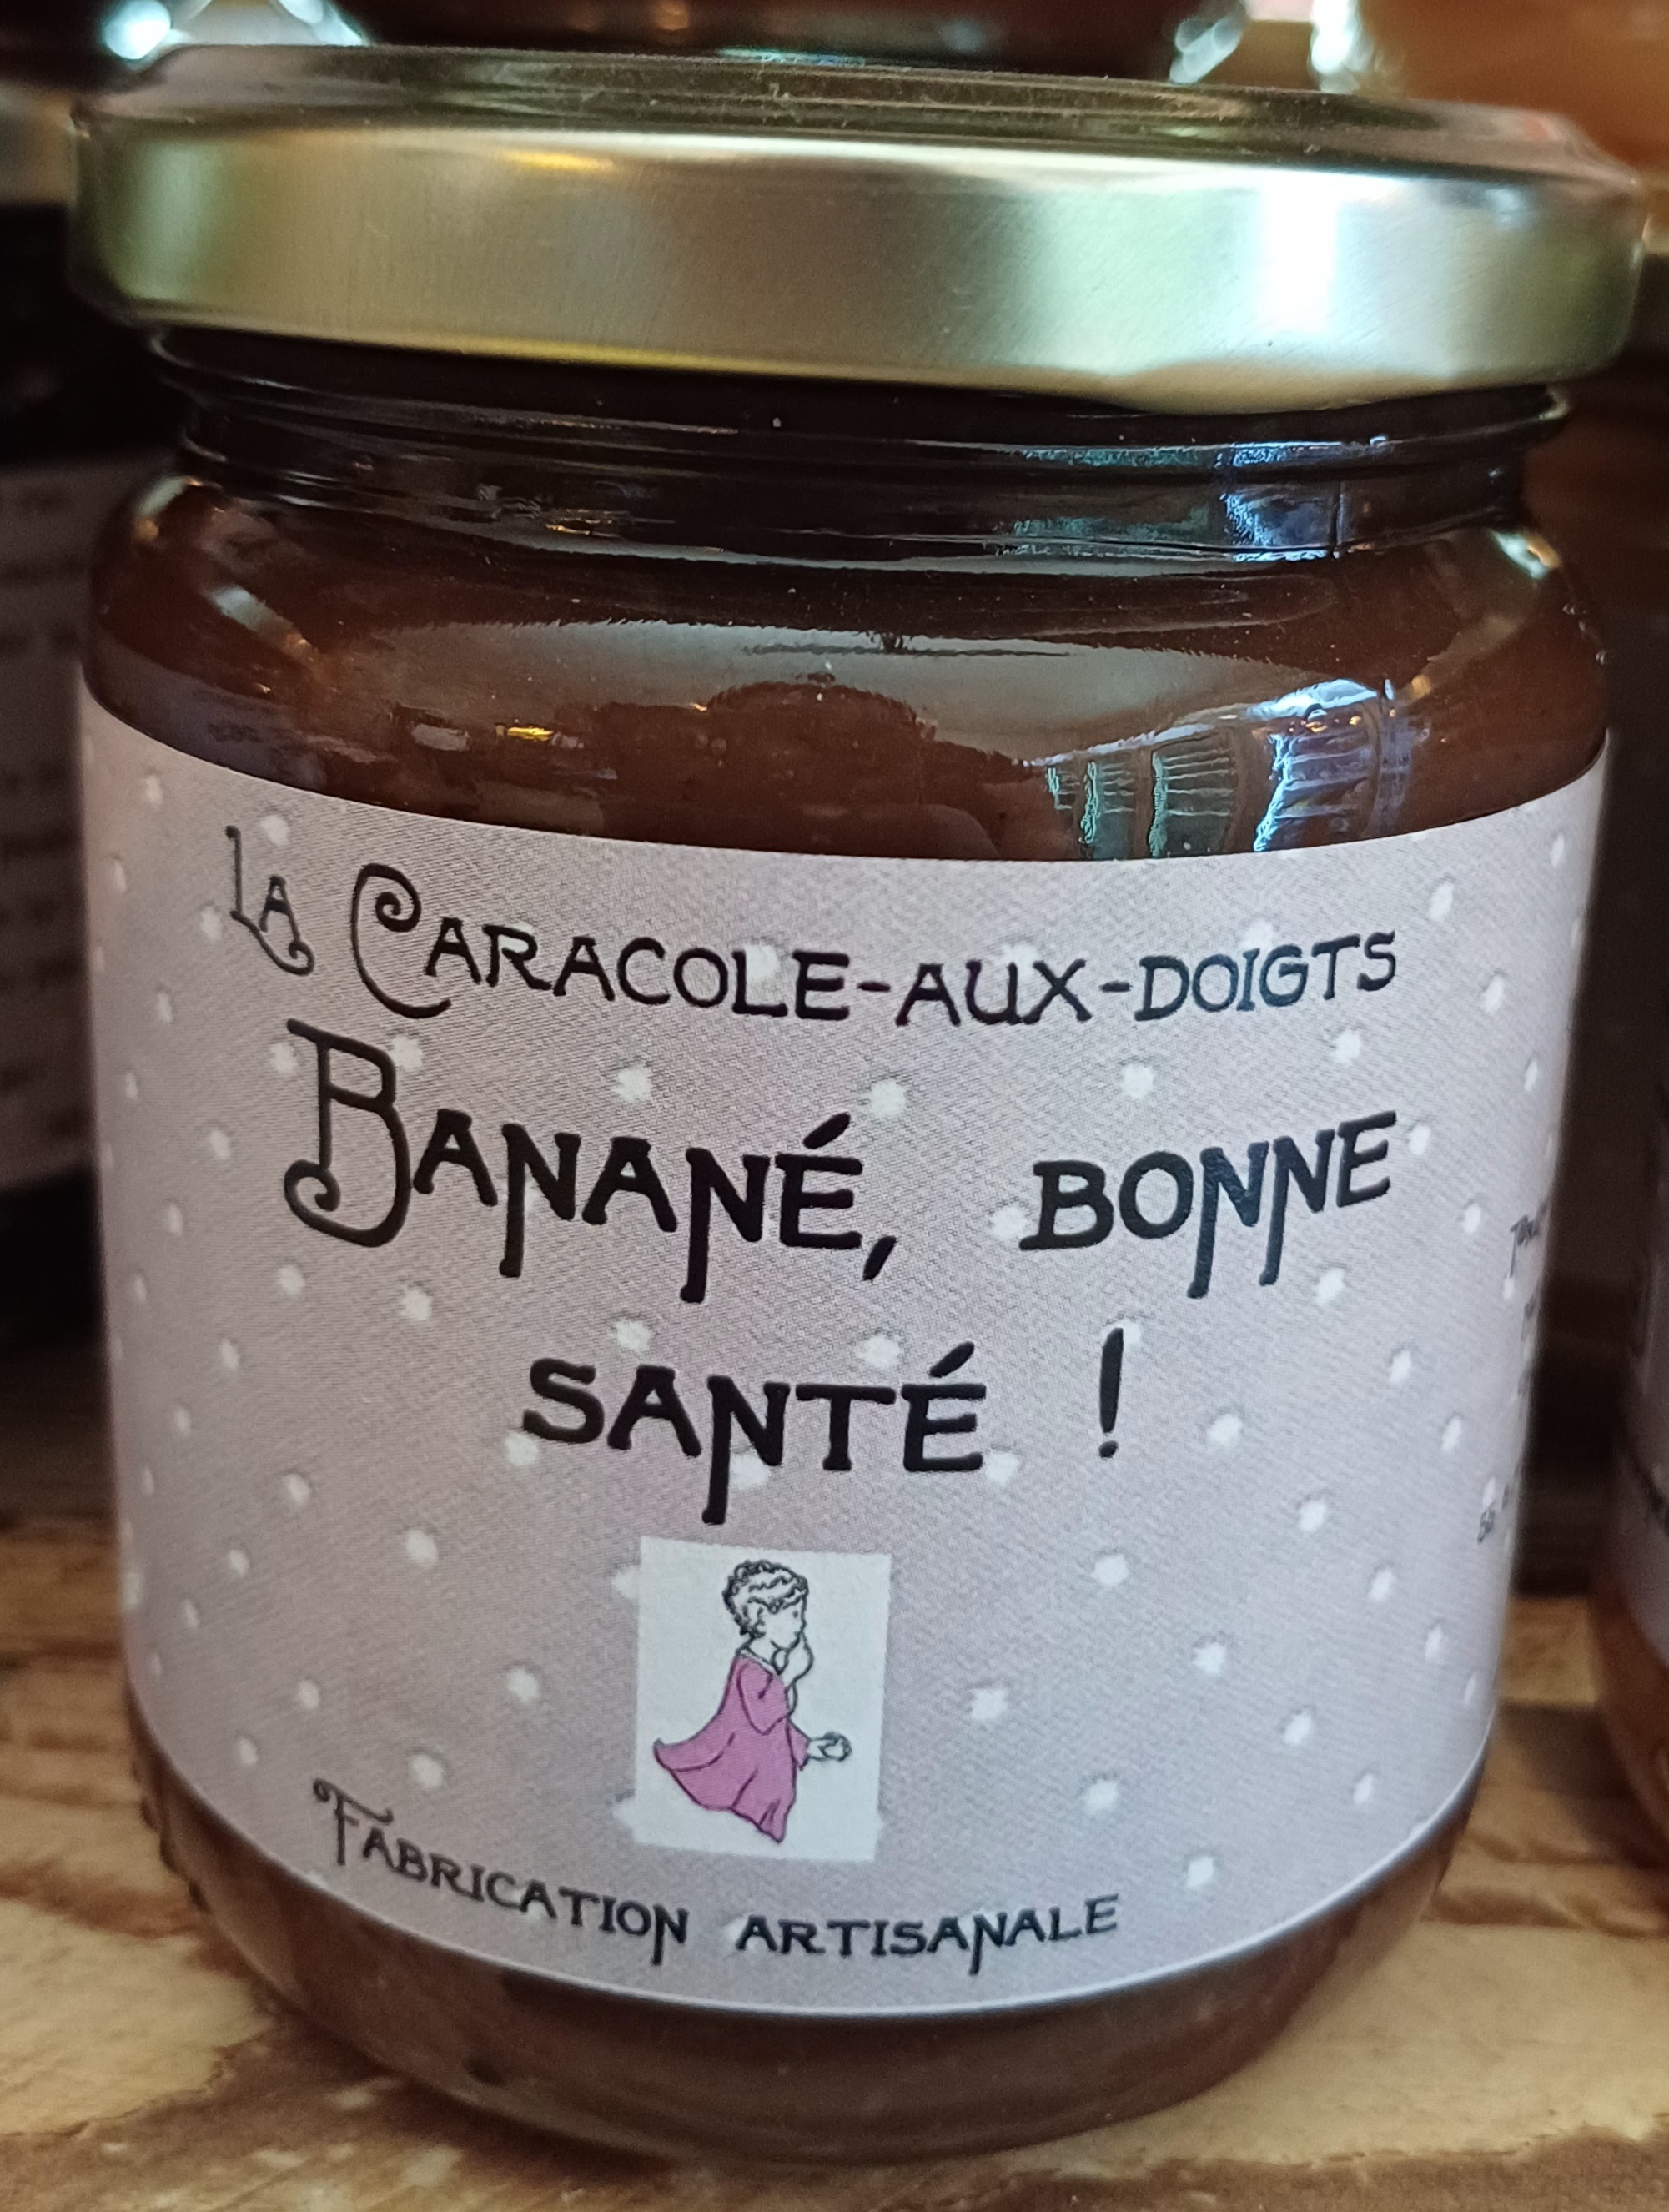 La Caracole-aux-doigts
Banané, bonne
santé !
Fabrication artisanale